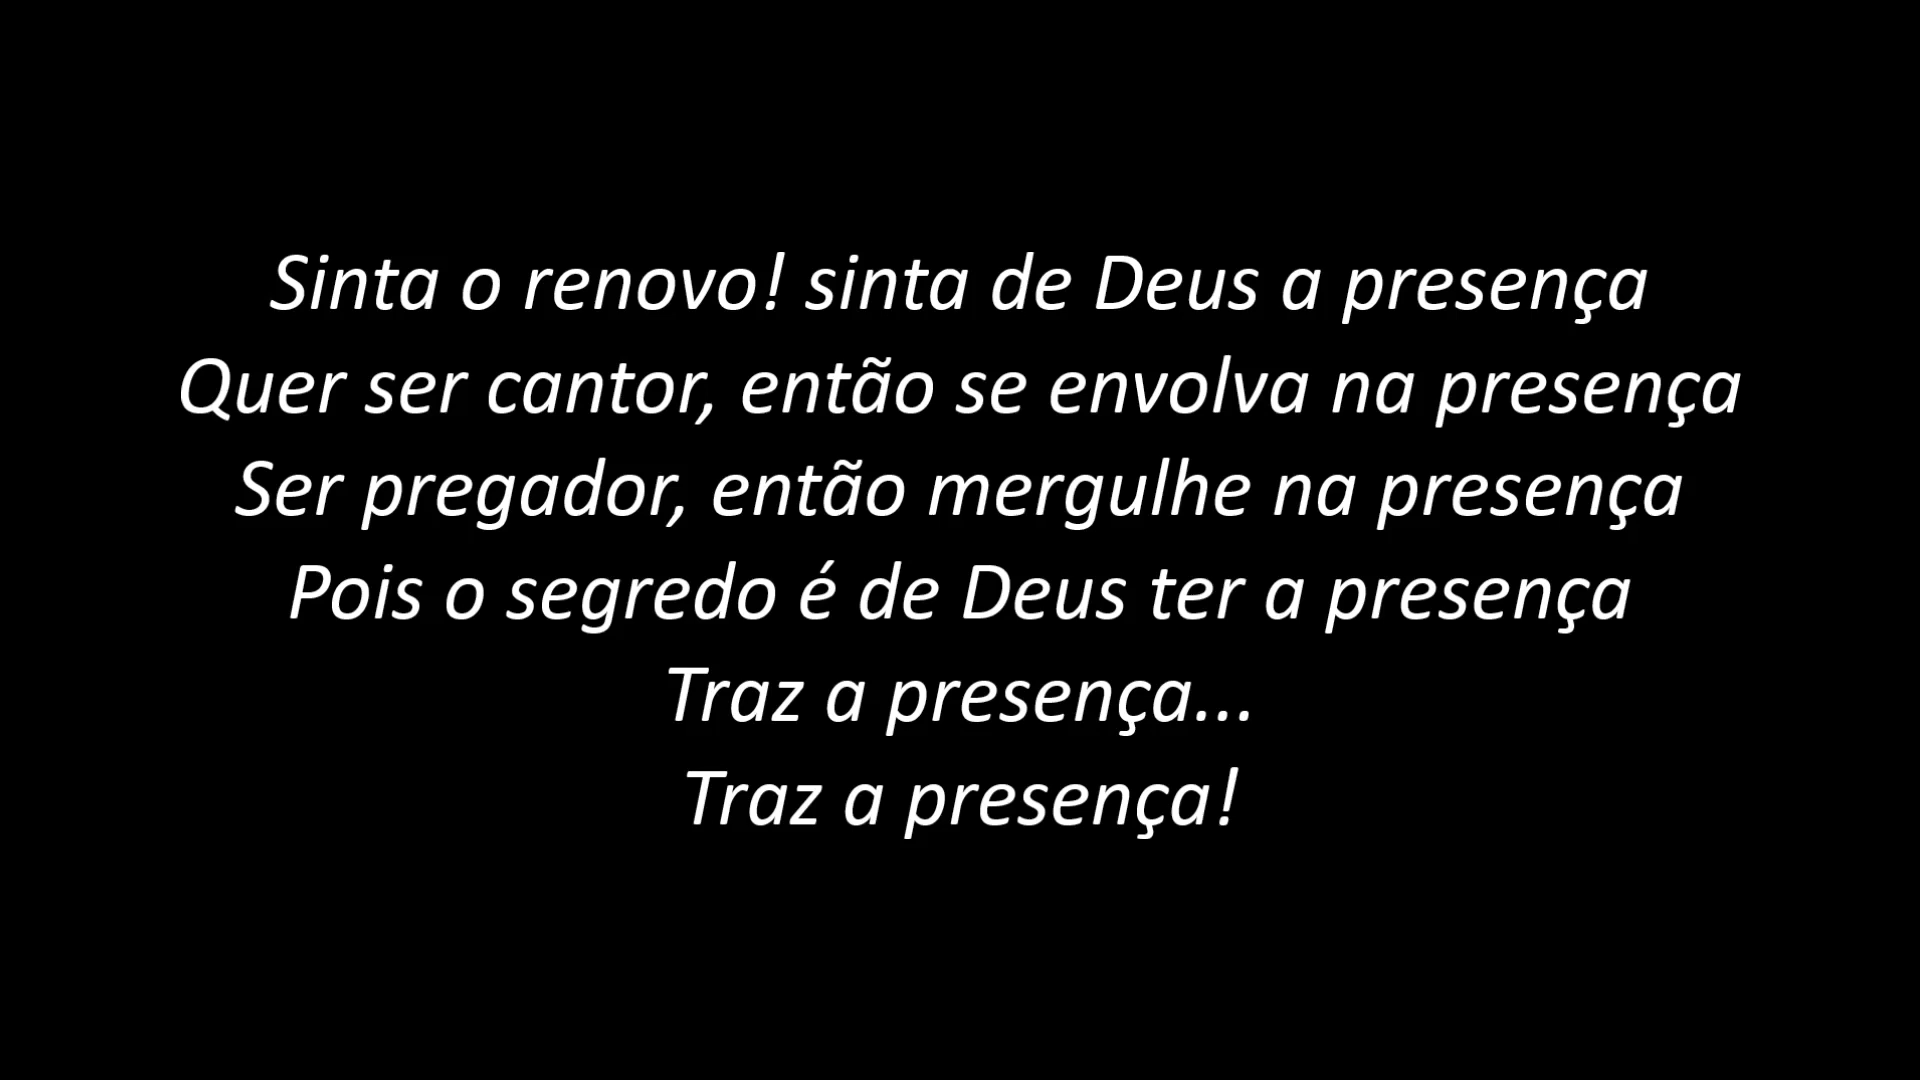 Sinta o renovo! sinta de Deus a presença
Quer ser cantor, então se envolva na presença
Ser pregador, então mergulhe na presença
Pois o segredo é de Deus ter a presença
Traz a presença...
Traz a presença!